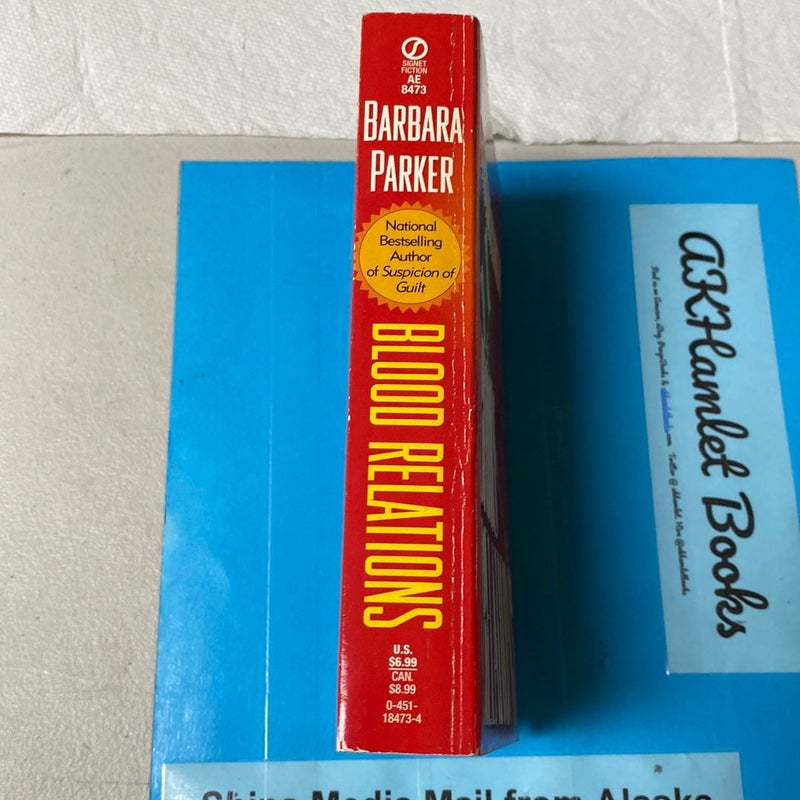 SIGNET
FICTION
AE
8473
BARBARA
PARKER
National
Bestselling
Author
of Suspicion of
Guilt
BLOOD RELATIONS
U.S.
$6.99
CAN.
$8.99
0-451-
18473-4
AKHamlet Books
Media Mail from Alaska